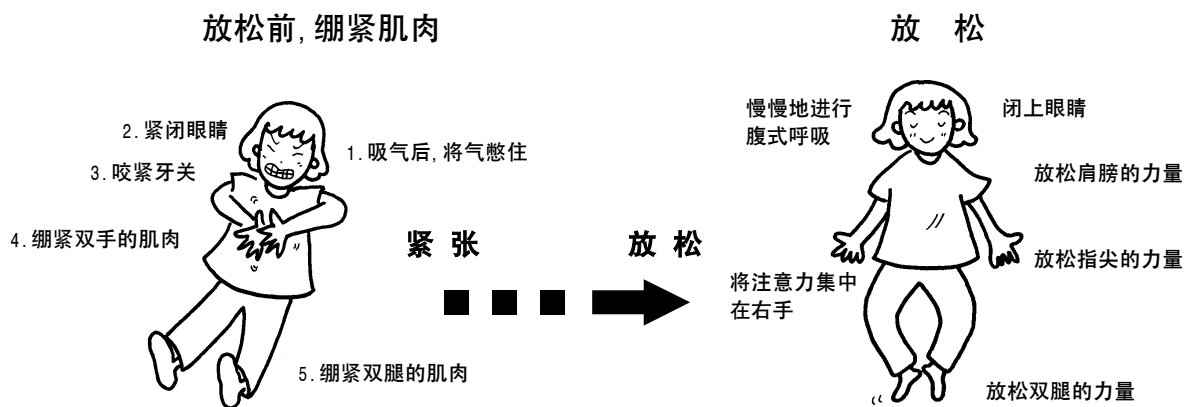 放松前,绷紧肌肉
2.紧闭眼睛
1.吸气后,将气憋住
3.咬紧牙关
4.绷紧双手的肌肉
5.绷紧双腿的肌肉
紧 张
放 松
放 松
慢慢地进行
腹式呼吸
闭上眼睛
放松肩膀的力量
放松指尖的力量
将注意力集中
在右手
放松双腿的力量